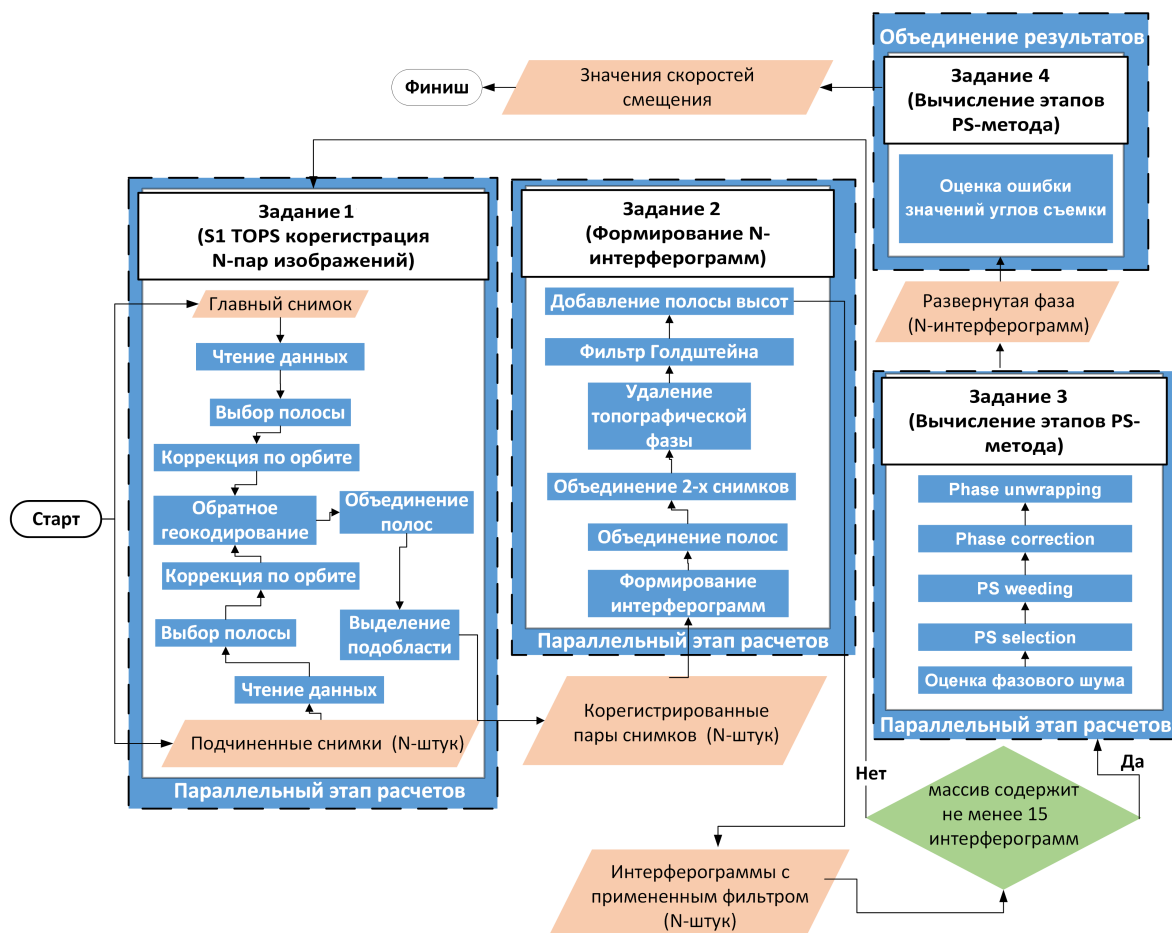 Объединение результатов
Задание 4
(Вычисление этапов
PS-метода)
Оценка ошибки
значений углов съемки
Значения скоростей
смещения
Финиш
Задание 1
(S1 TOPS корегистрация
N-пар изображений)
Главный снимок
Чтение данных
Выбор полосы
Коррекция по орбите
Обратное
геокодирование
Объединение
полос
Коррекция по орбите
Выбор полосы
Выделение
подобласти
Чтение данных
Подчиненные снимки (N-штук)
Параллельный этап расчетов
Старт
Задание 2
(Формирование N-
интерферограмм)
Добавление полосы высот
Фильтр Голдштейна
Удаление
топографической
фазы
Объединение 2-х снимков
Объединение полос
Формирование
интерферограмм
Параллельный этап расчетов
Корегистрированные
пары снимков (N-штук)
Развернутая фаза
(N-интерферограмм)
Задание 3
(Вычисление этапов PS-
метода)
Phase unwrapping
Phase correction
PS weeding
PS selection
Оценка фазового шума
Параллельный этап расчетов
Нет
Да
массив содержит
не менее 15
интерферограмм
Интерферограммы с
примененным фильтром
(N-штук)